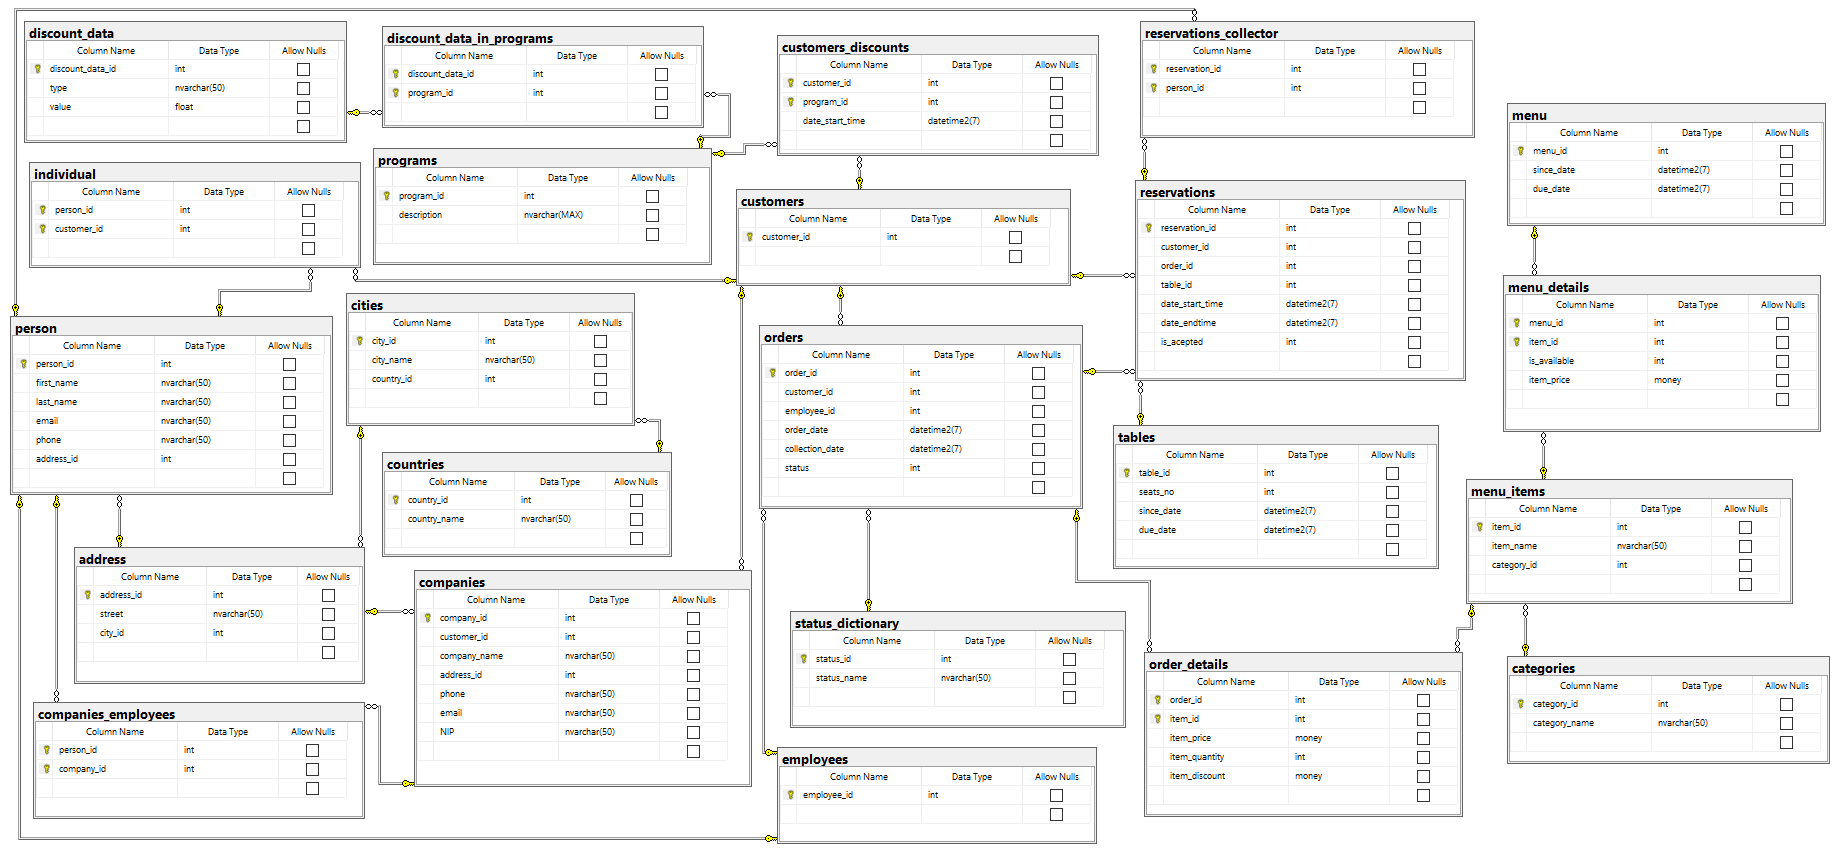 discount_data
Column Name Data Type Allow Nulls
discount_data_id int
type nvarchar(50)
value float
discount_data_in_programs
Column Name Data Type Allow Nulls
discount_data_id int
program_id int
customers_discounts
Column Name Data Type Allow Nulls
customer_id int
program_id int
date_start_time datetime2(7)
reservations_collector
Column Name Data Type Allow Nulls
reservation_id int
person_id int
menu
Column Name Data Type Allow Nulls
menu_id int
since_date datetime2(7)
due_date datetime2(7)
individual
Column Name Data Type Allow Nulls
person_id int
customer_id int
programs
Column Name Data Type Allow Nulls
program_id int
description nvarchar(MAX)
customers
Column Name Data Type Allow Nulls
customer_id int
reservations
Column Name Data Type Allow Nulls
reservation_id int
customer_id int
order_id int
table_id int
date_start_time datetime2(7)
date_endtime datetime2(7)
is_acepted int
menu_details
Column Name Data Type Allow Nulls
menu_id int
item_id int
is_available int
item_price money
person
Column Name Data Type Allow Nulls
person_id int
first_name nvarchar(50)
last_name nvarchar(50)
email nvarchar(50)
phone nvarchar(50)
address_id int
cities
Column Name Data Type Allow Nulls
city_id int
city_name nvarchar(50)
country_id int
orders
Column Name Data Type Allow Nulls
order_id int
customer_id int
employee_id int
order_date datetime2(7)
collection_date datetime2(7)
status int
tables
Column Name Data Type Allow Nulls
table_id int
seats_no int
since_date datetime2(7)
due_date datetime2(7)
countries
Column Name Data Type Allow Nulls
country_id int
country_name nvarchar(50)
menu_items
Column Name Data Type Allow Nulls
item_id int
item_name nvarchar(50)
category_id int
address
Column Name Data Type Allow Nulls
address_id int
street nvarchar(50)
city_id int
companies
Column Name Data Type Allow Nulls
company_id int
customer_id int
company_name nvarchar(50)
address_id int
phone nvarchar(50)
email nvarchar(50)
NIP nvarchar(50)
status_dictionary
Column Name Data Type Allow Nulls
status_id int
status_name nvarchar(50)
order_details
Column Name Data Type Allow Nulls
order_id int
item_id int
item_price money
item_quantity int
item_discount money
categories
Column Name Data Type Allow Nulls
category_id int
category_name nvarchar(50)
companies_employees
Column Name Data Type Allow Nulls
person_id int
company_id int
employees
Column Name Data Type Allow Nulls
employee_id int